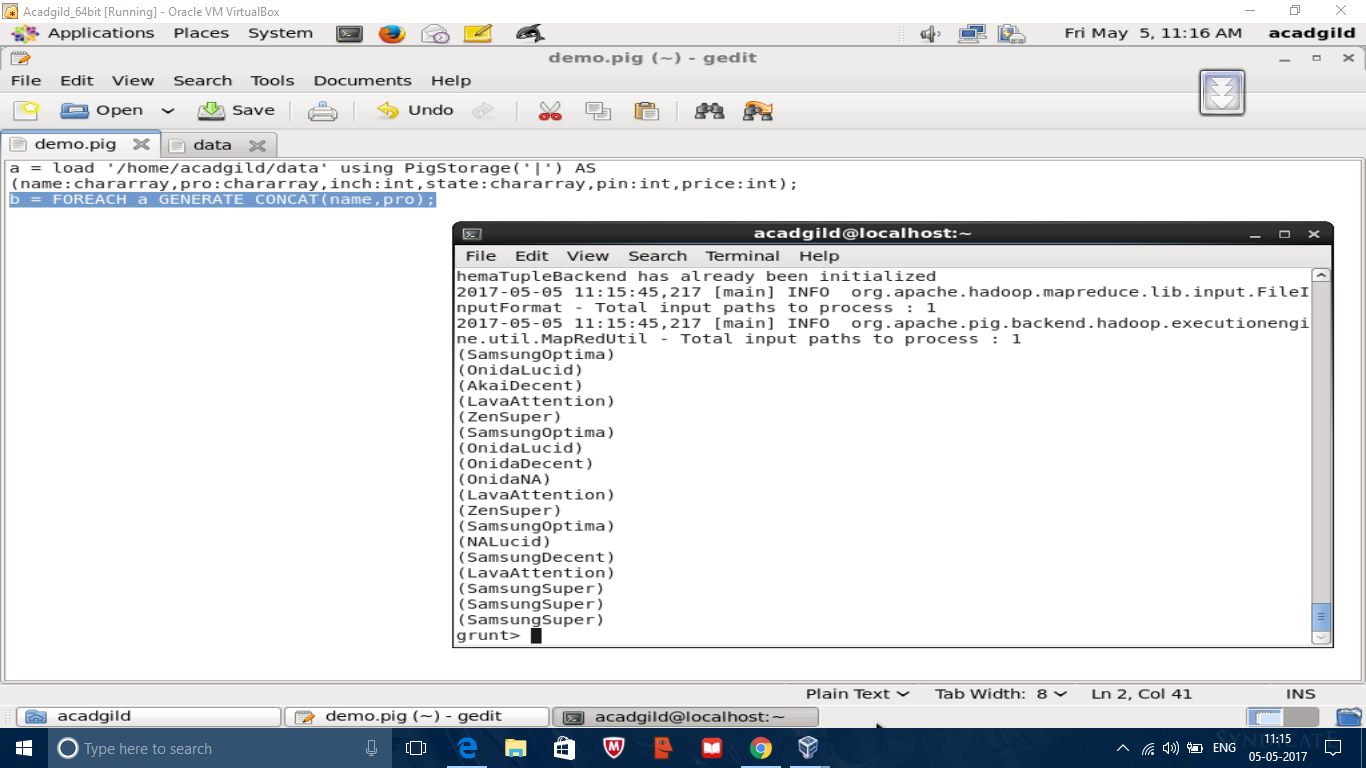 Acadgild_64bit [Running] - Oracle VM VirtualBox
Applications Places System Fri May 5, 11:16 AM acadgild
demo.pig (~) - gedit
File Edit View Search Tools Documents Help
Open Save Undo
demo.pig data
a = load '/home/acadgild/data' using PigStorage('|') AS
(name:chararray,pro:chararray,inch:int,state:chararray,pin:int,price:int);
b = FOREACH a GENERATE CONCAT(name,pro);
acadgild@localhost:~
File Edit View Search Terminal Help
hemaTupleBackend has already been initialized
2017-05-05 11:15:45,217 [main] INFO  org.apache.hadoop.mapreduce.lib.input.FileI
nputFormat - Total input paths to process : 1
2017-05-05 11:15:45,217 [main] INFO  org.apache.pig.backend.hadoop.executionengi
ne.util.MapRedUtil - Total input paths to process : 1
(SamsungOptima)
(OnidaLucid)
(AkaiDecent)
(LavaAttention)
(ZenSuper)
(SamsungOptima)
(OnidaLucid)
(OnidaDecent)
(OnidaNA)
(LavaAttention)
(ZenSuper)
(SamsungOptima)
(NALucid)
(SamsungDecent)
(LavaAttention)
(SamsungSuper)
(SamsungSuper)
(SamsungSuper)
grunt>
Plain Text Tab Width: 8 Ln 2, Col 41 INS
acadgild demo.pig (~) - gedit acadgild@localhost:~
Type here to search ENG 11:15
05-05-2017